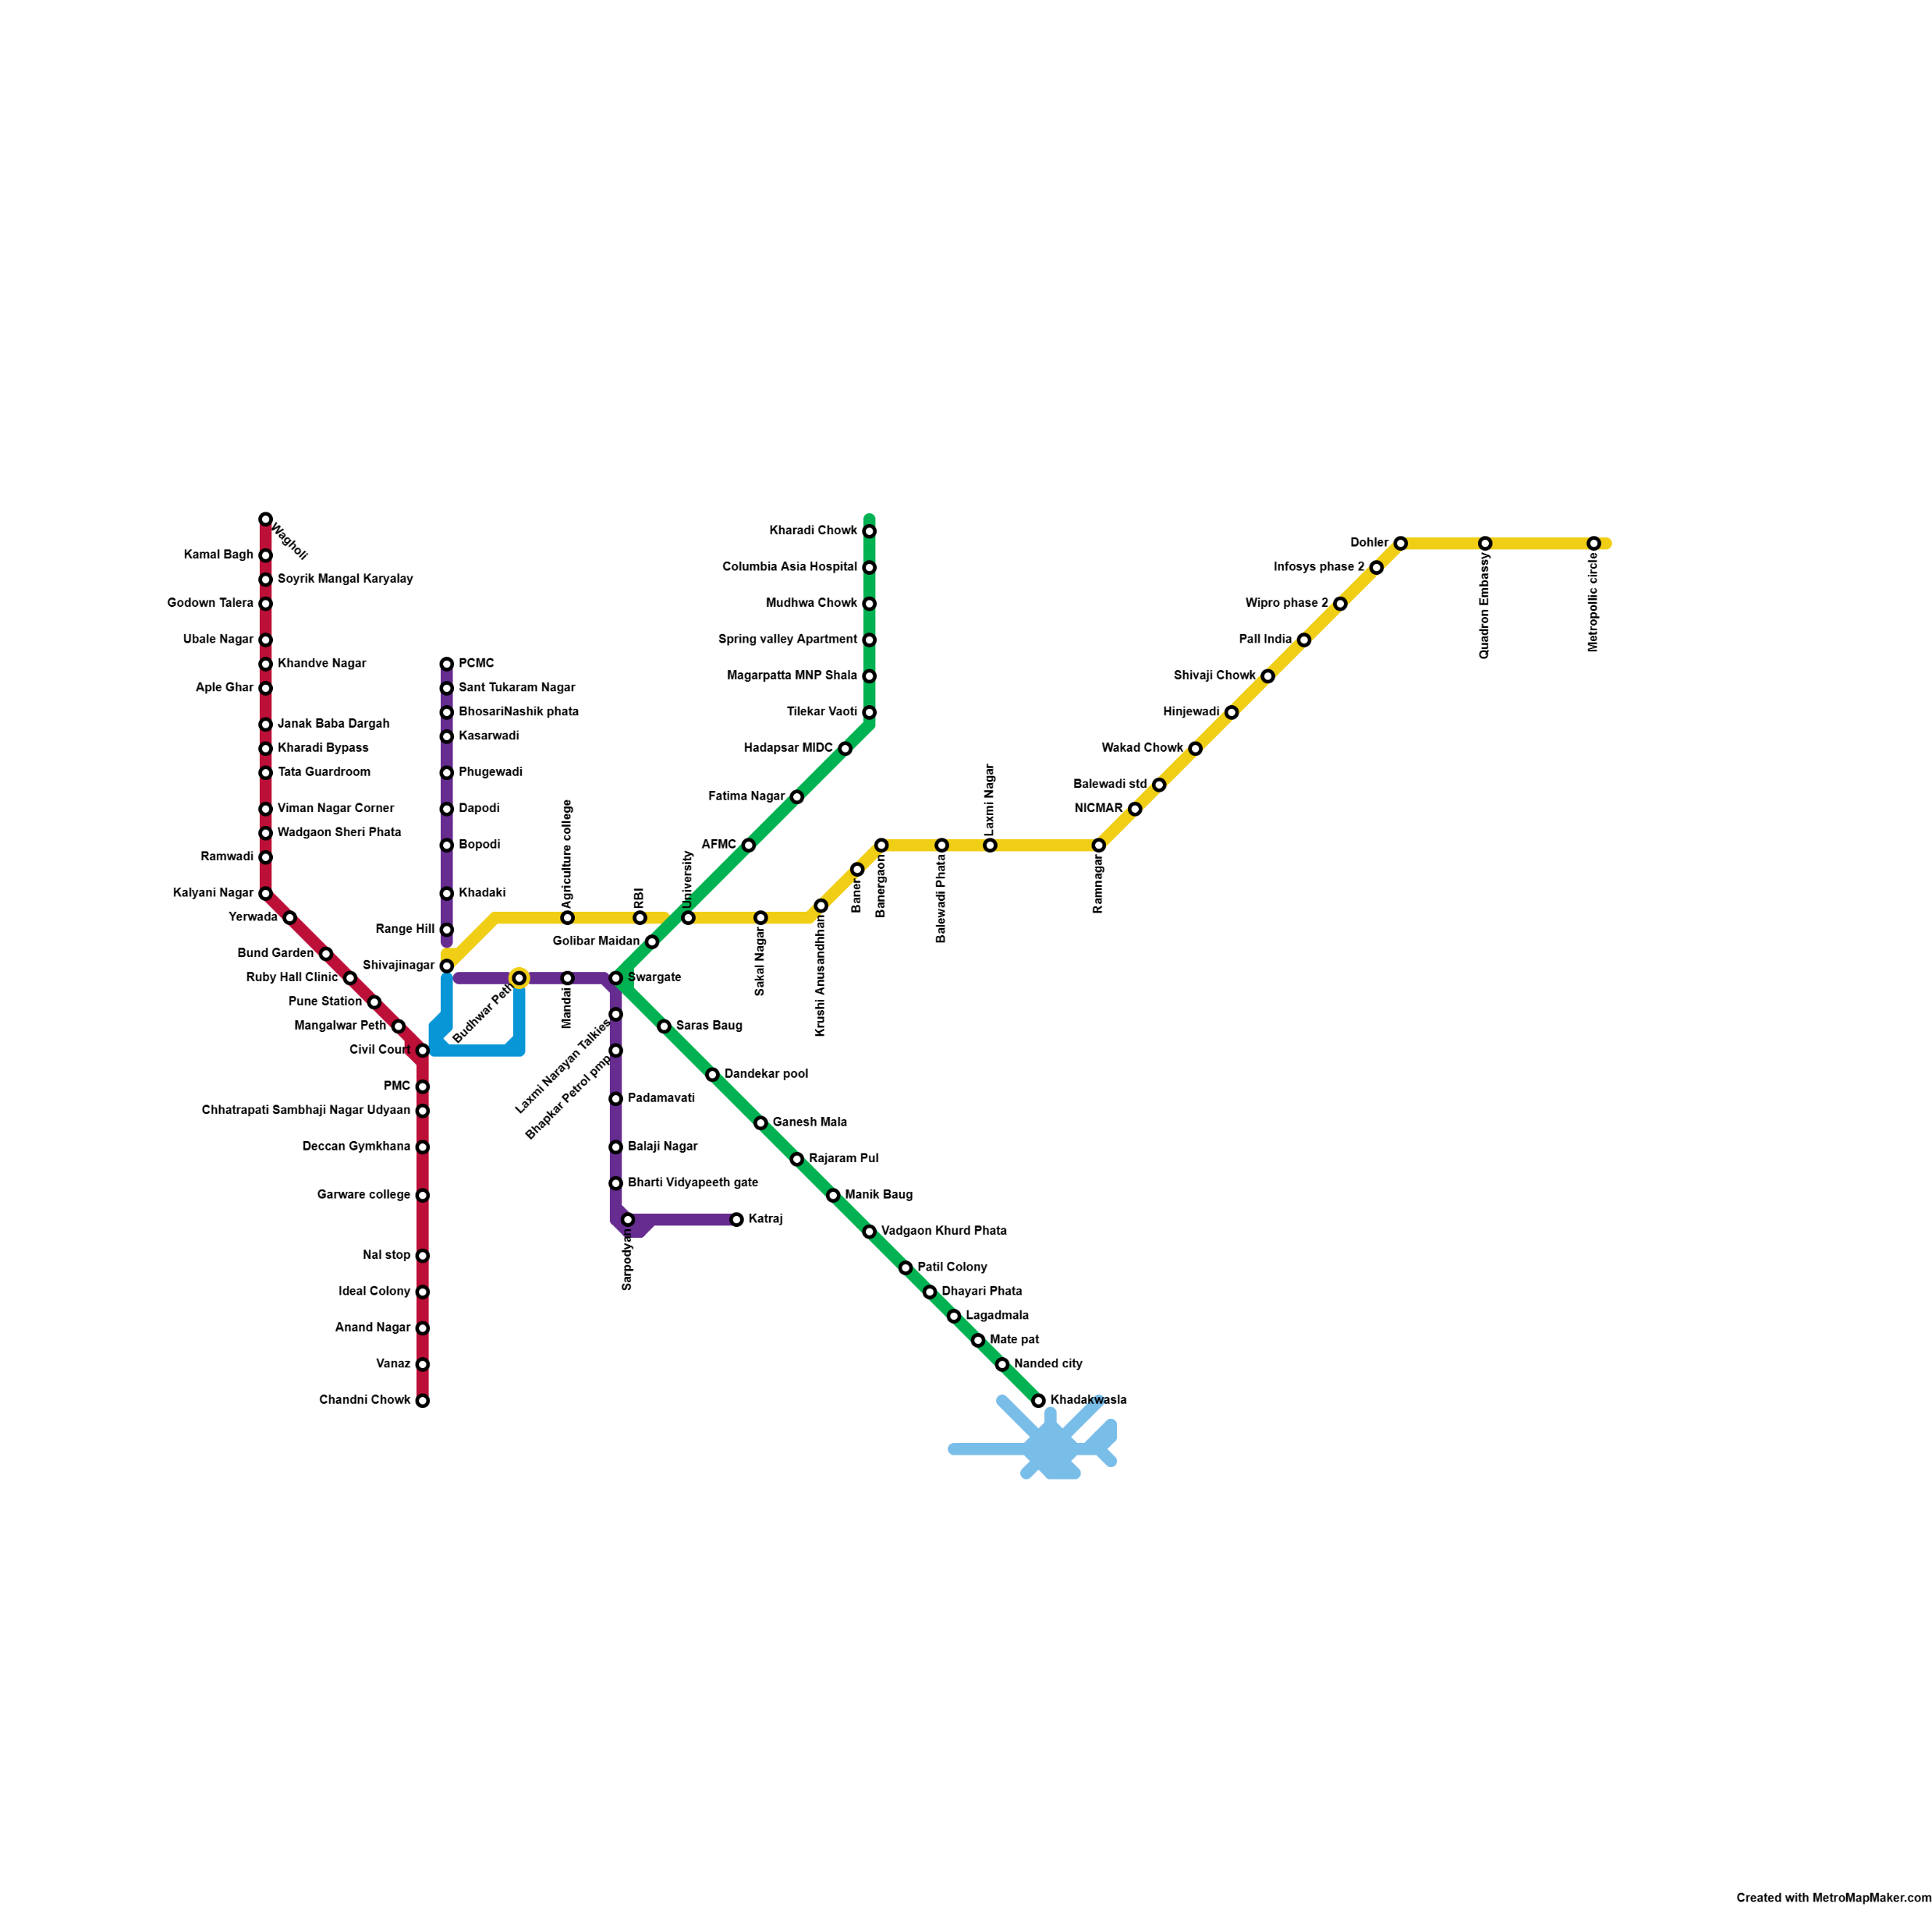 Wagholi
Kamal Bagh
Soyrik Mangal Karyalay
Godown Talera
Ubale Nagar
Khandve Nagar
Aple Ghar
Janak Baba Dargah
Kharadi Bypass
Tata Guardroom
Viman Nagar Corner
Wadgaon Sheri Phata
Ramwadi
Kalyani Nagar
Yerwada
Bund Garden
Ruby Hall Clinic
Pune Station
Mangalwar Peth
Civil Court
PMC
Chhatrapati Sambhaji Nagar Udyaan
Deccan Gymkhana
Garware college
Nal stop
Ideal Colony
Anand Nagar
Vanaz
Chandni Chowk
PCMC
Sant Tukaram Nagar
BhosariNashik phata
Kasarwadi
Phugewadi
Dapodi
Bopodi
Khadaki
Range Hill
Shivajinagar
Budhwar Peth
Mandai
Swargate
Laxmi Narayan Talkies
Bhapkar Petrol pmp
Padamavati
Balaji Nagar
Bharti Vidyapeeth gate
Sarpodyan
Katraj
Kharadi Chowk
Columbia Asia Hospital
Mudhwa Chowk
Spring valley Apartment
Magarpatta MNP Shala
Tilekar Vaoti
Hadapsar MIDC
Fatima Nagar
AFMC
Golibar Maidan
Saras Baug
Dandekar pool
Ganesh Mala
Rajaram Pul
Manik Baug
Vadgaon Khurd Phata
Patil Colony
Dhayari Phata
Lagadmala
Mate pat
Nanded city
Khadakwasla
Agriculture college
RBI
University
Sakal Nagar
Krushi Anusandhhan
Baner
Banergaon
Balewadi Phata
Laxmi Nagar
Ramnagar
NICMAR
Balewadi std
Wakad Chowk
Hinjewadi
Shivaji Chowk
Pall India
Wipro phase 2
Infosys phase 2
Dohler
Quadron Embassy
Metropollic circle
Created with MetroMapMaker.com